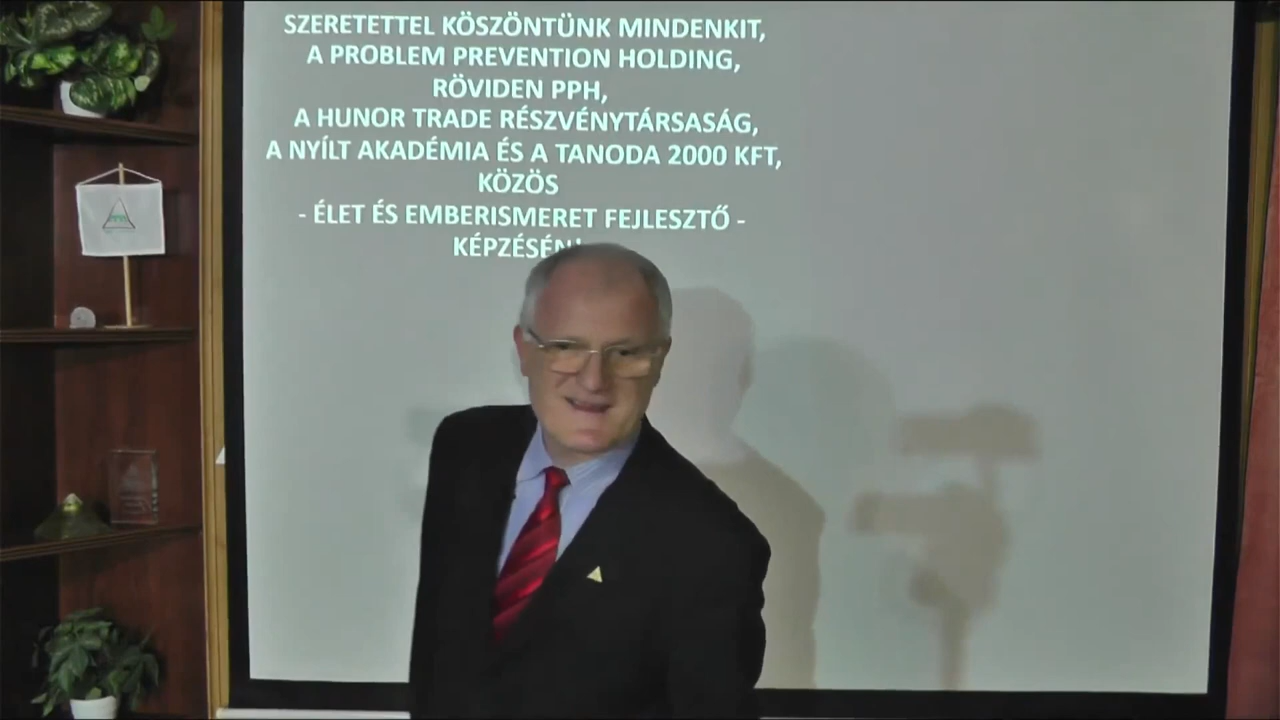 SZERETETTEL KÖSZÖNTÜNK MINDENKIT,
A PROBLEM PREVENTION HOLDING,
RÖVIDEN PPH,
A HUNOR TRADE RÉSZVÉNYTÁRSASÁG,
A NYÍLT AKADÉMIA ÉS A TANODA 2000 KFT,
KÖZÖS
- ÉLET ÉS EMBERISMERET FEJLESZTŐ -
KÉPZÉSÉN!